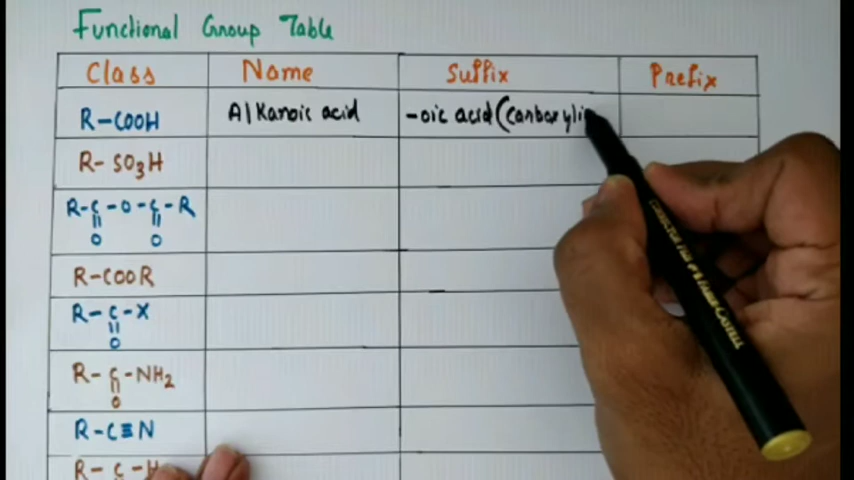 Functional Group Table
Class Name Suffix Prefix
R-COOH Alkanoic acid -oic acid (carboxyli
R-SO3H
R-C-O-C-R
O O
R-COOR
R-C-X
O
R-C-NH2
O
R-C≡N
R-C-H